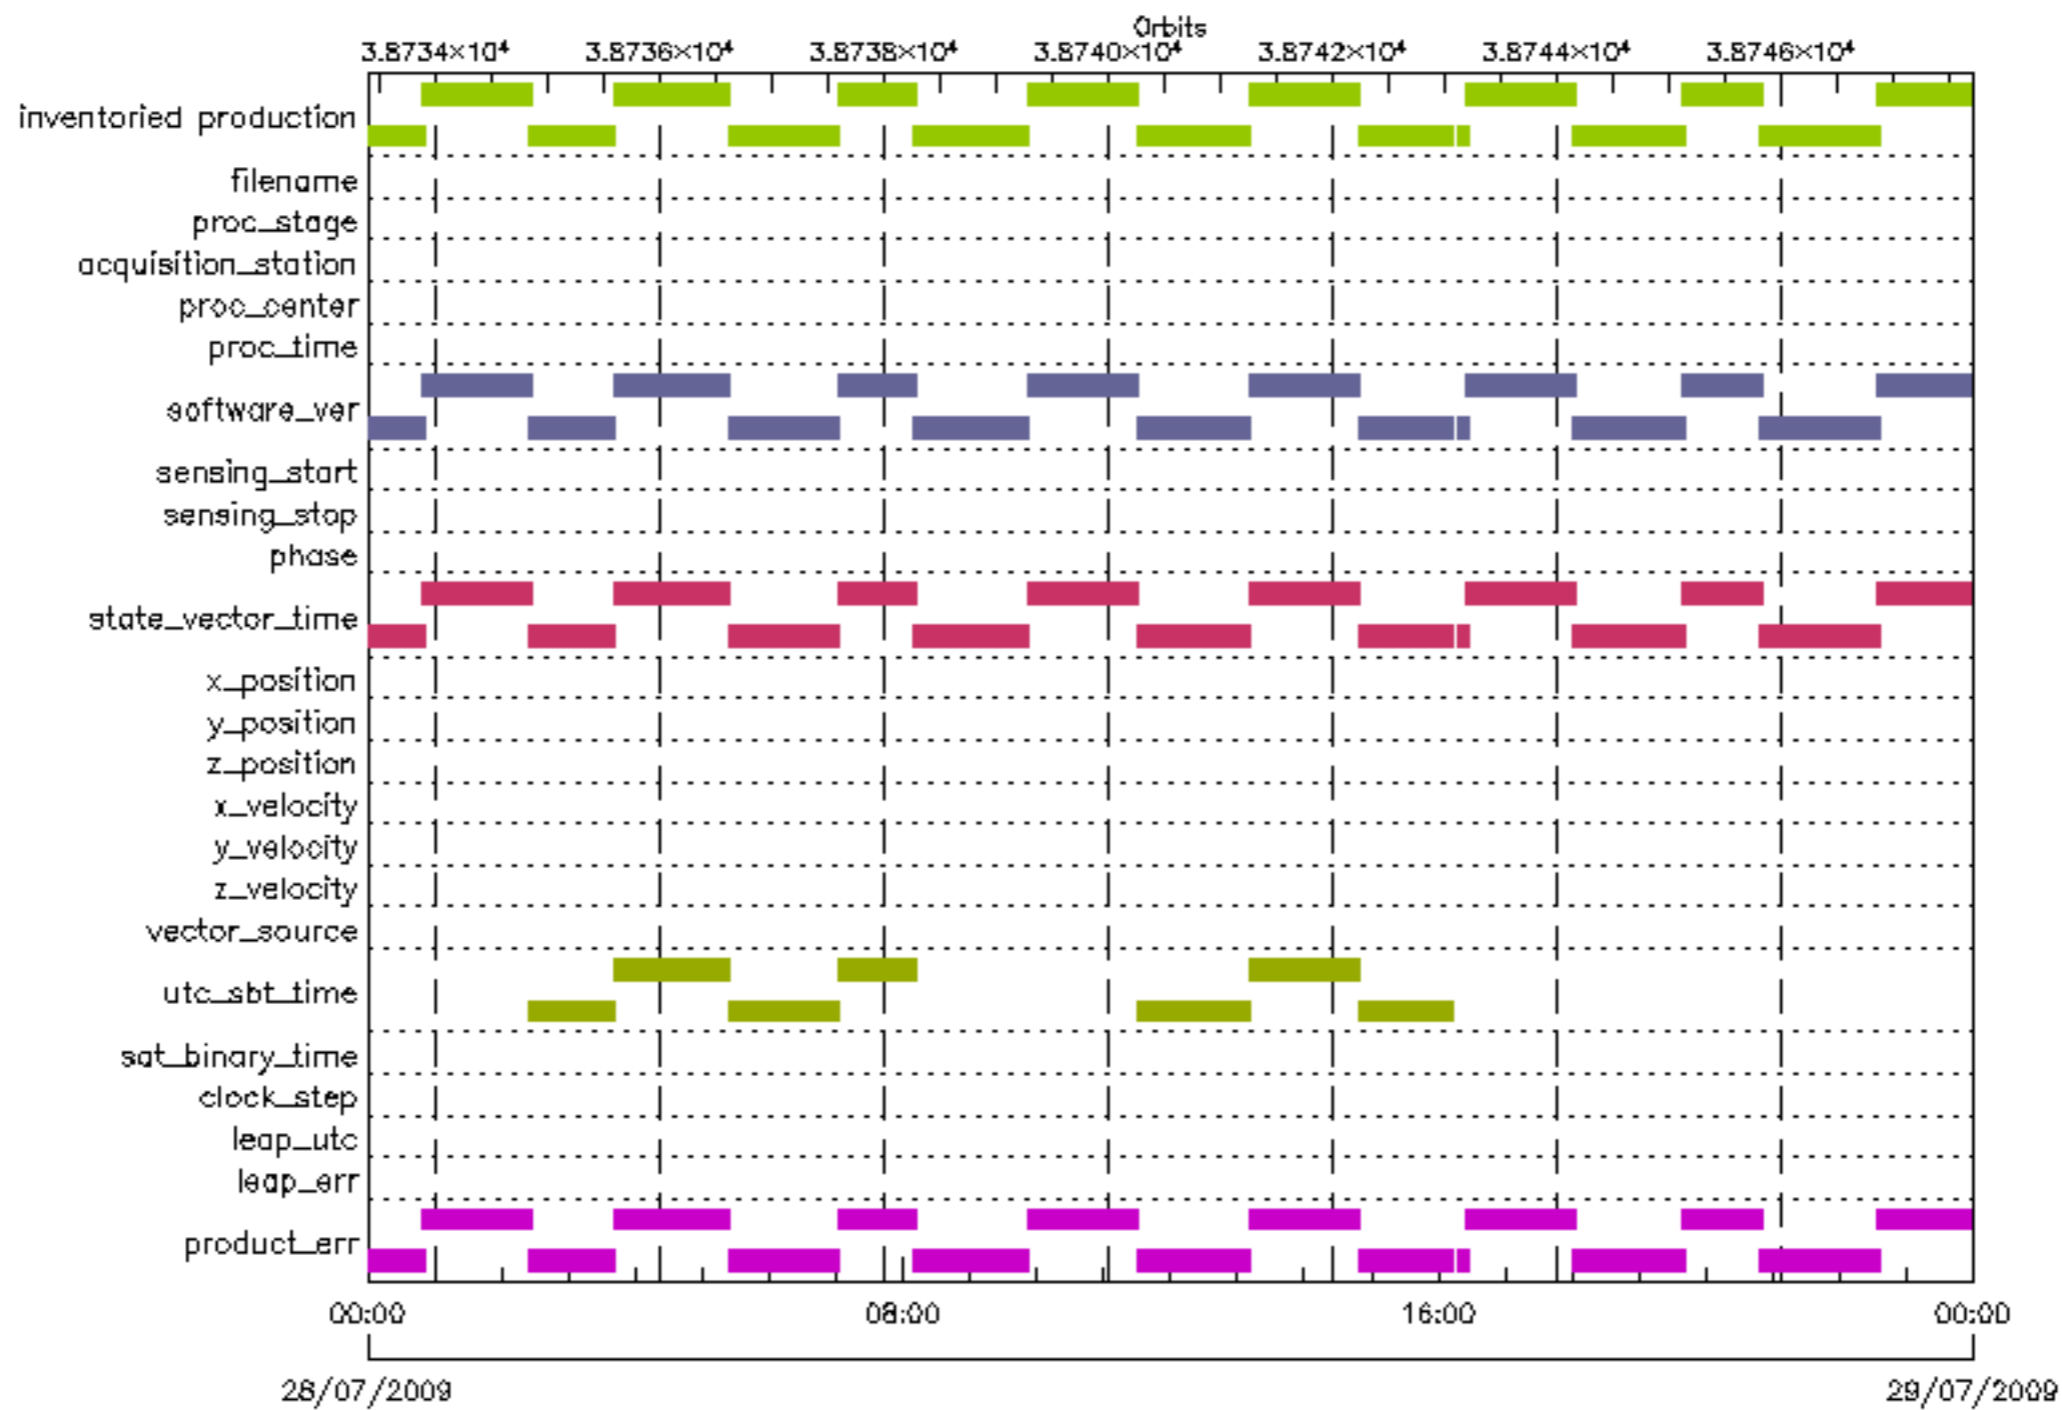 Orbits
3.8734×10⁴ 3.8736×10⁴ 3.8738×10⁴ 3.8740×10⁴ 3.8742×10⁴ 3.8744×10⁴ 3.8746×10⁴
inventoried production
filename
proc_stage
acquisition_station
proc_center
proc_time
software_ver
sensing_start
sensing_stop
phase
state_vector_time
x_position
y_position
z_position
x_velocity
y_velocity
z_velocity
vector_source
utc_sbt_time
sat_binary_time
clock_step
leap_utc
leap_err
product_err
00:00 08:00 16:00 00:00
28/07/2009 29/07/2009